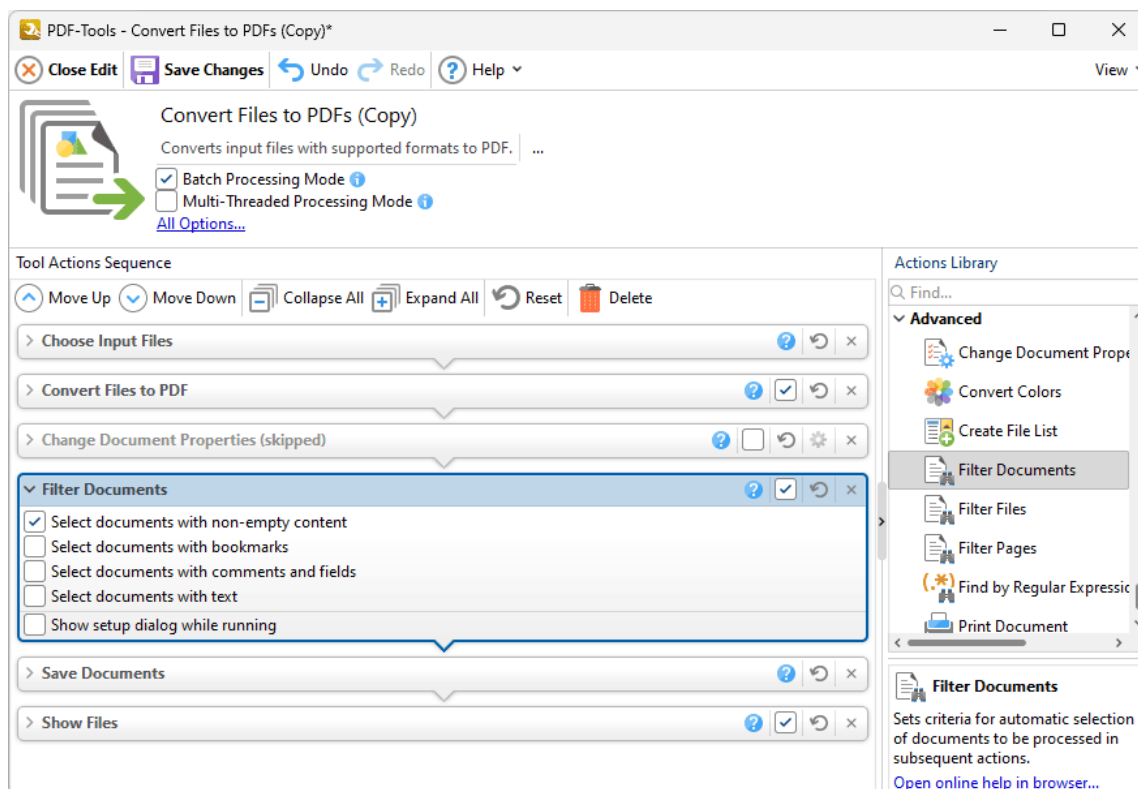 PDF-Tools - Convert Files to PDFs (Copy)*
Close Edit Save Changes Undo Redo Help View
Convert Files to PDFs (Copy)
Converts input files with supported formats to PDF. ...
Batch Processing Mode
Multi-Threaded Processing Mode
All Options...
Tool Actions Sequence
Move Up Move Down Collapse All Expand All Reset Delete
Choose Input Files
Convert Files to PDF
Change Document Properties (skipped)
Filter Documents
Select documents with non-empty content
Select documents with bookmarks
Select documents with comments and fields
Select documents with text
Show setup dialog while running
Save Documents
Show Files
Actions Library
Find...
Advanced
Change Document Prope
Convert Colors
Create File List
Filter Documents
Filter Files
Filter Pages
Find by Regular Expressic
Print Document
Filter Documents
Sets criteria for automatic selection
of documents to be processed in
subsequent actions.
Open online help in browser...